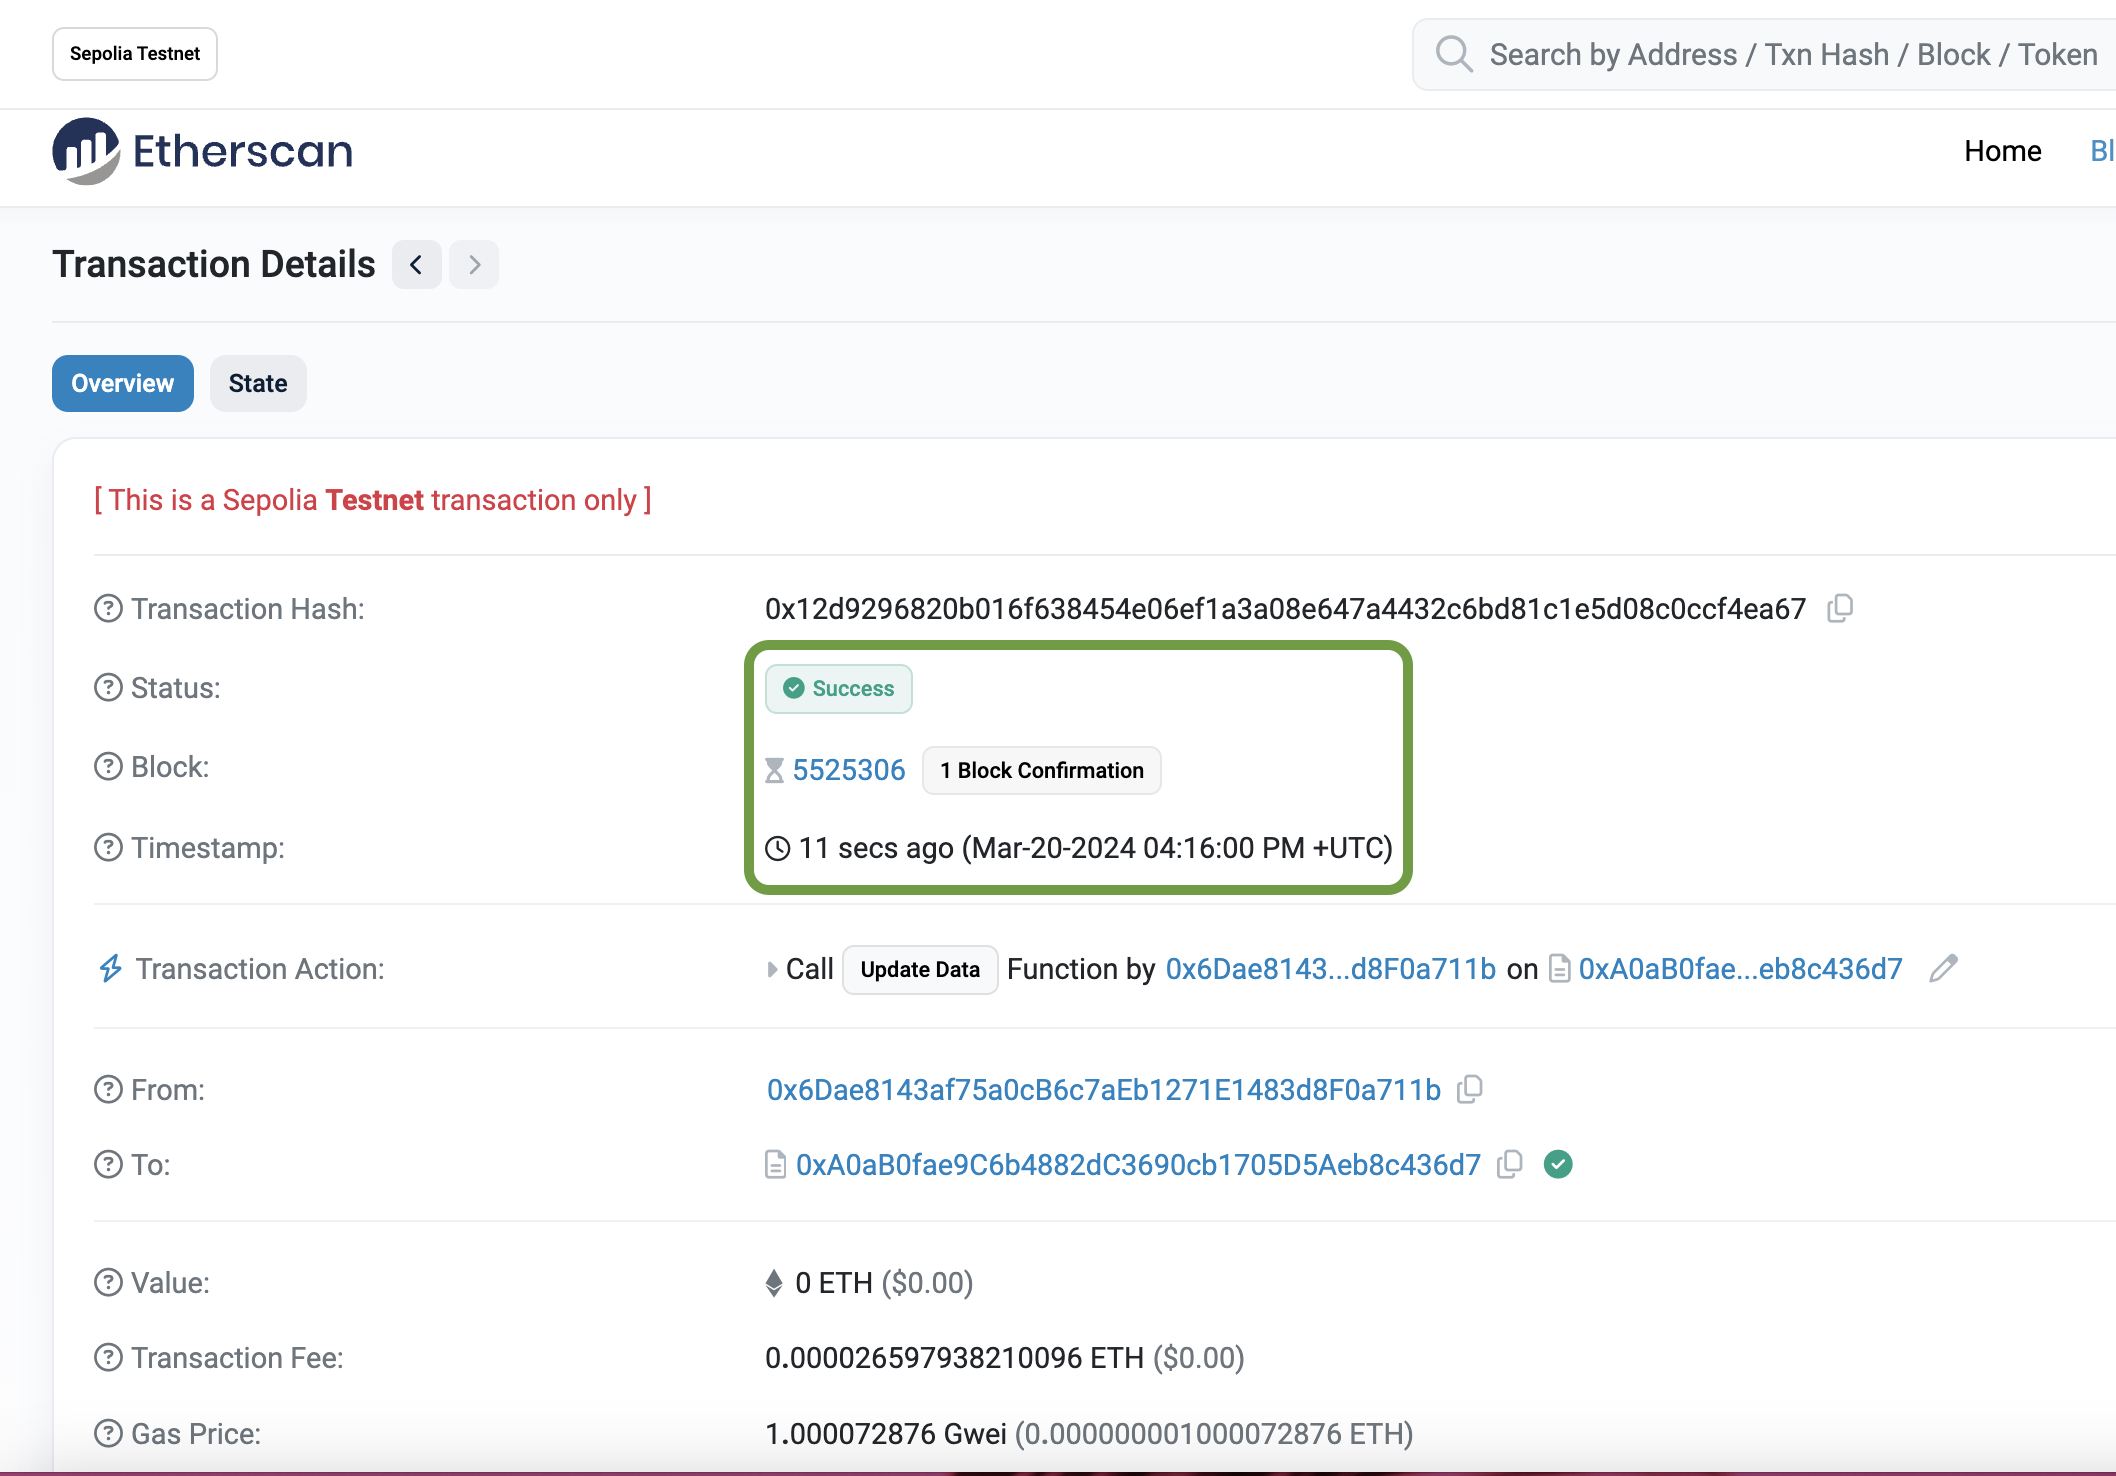 Sepolia Testnet
Search by Address / Txn Hash / Block / Token
Etherscan
Home Bl
Transaction Details
Overview State
[ This is a Sepolia Testnet transaction only ]
Transaction Hash: 0x12d9296820b016f638454e06ef1a3a08e647a4432c6bd81c1e5d08c0ccf4ea67
Status: Success
Block: 5525306 1 Block Confirmation
Timestamp: 11 secs ago (Mar-20-2024 04:16:00 PM +UTC)
Transaction Action: Call Update Data Function by 0x6Dae8143...d8F0a711b on 0xA0aB0fae...eb8c436d7
From: 0x6Dae8143af75a0cB6c7aEb1271E1483d8F0a711b
To: 0xA0aB0fae9C6b4882dC3690cb1705D5Aeb8c436d7
Value: 0 ETH ($0.00)
Transaction Fee: 0.000026597938210096 ETH ($0.00)
Gas Price: 1.000072876 Gwei (0.000000001000072876 ETH)